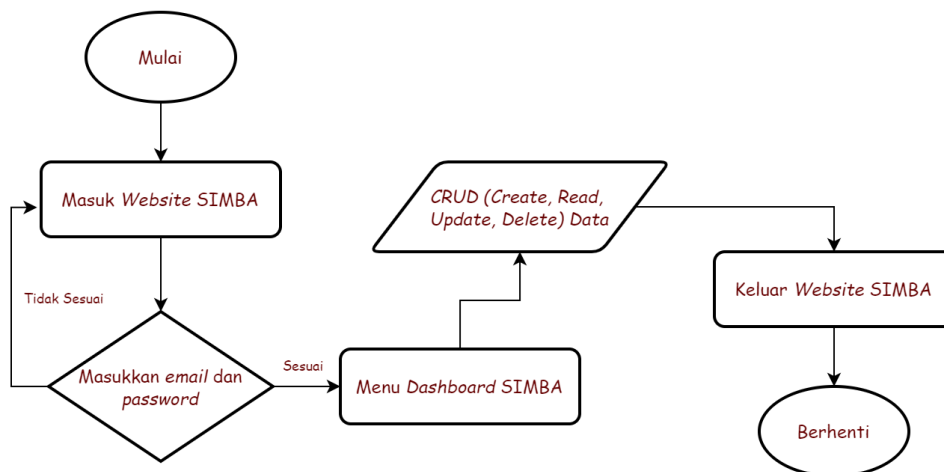 Mulai
Masuk Website SIMBA
Tidak Sesuai
Masukkan email dan
password
Sesuai
Menu Dashboard SIMBA
CRUD (Create, Read,
Update, Delete) Data
Keluar Website SIMBA
Berhenti